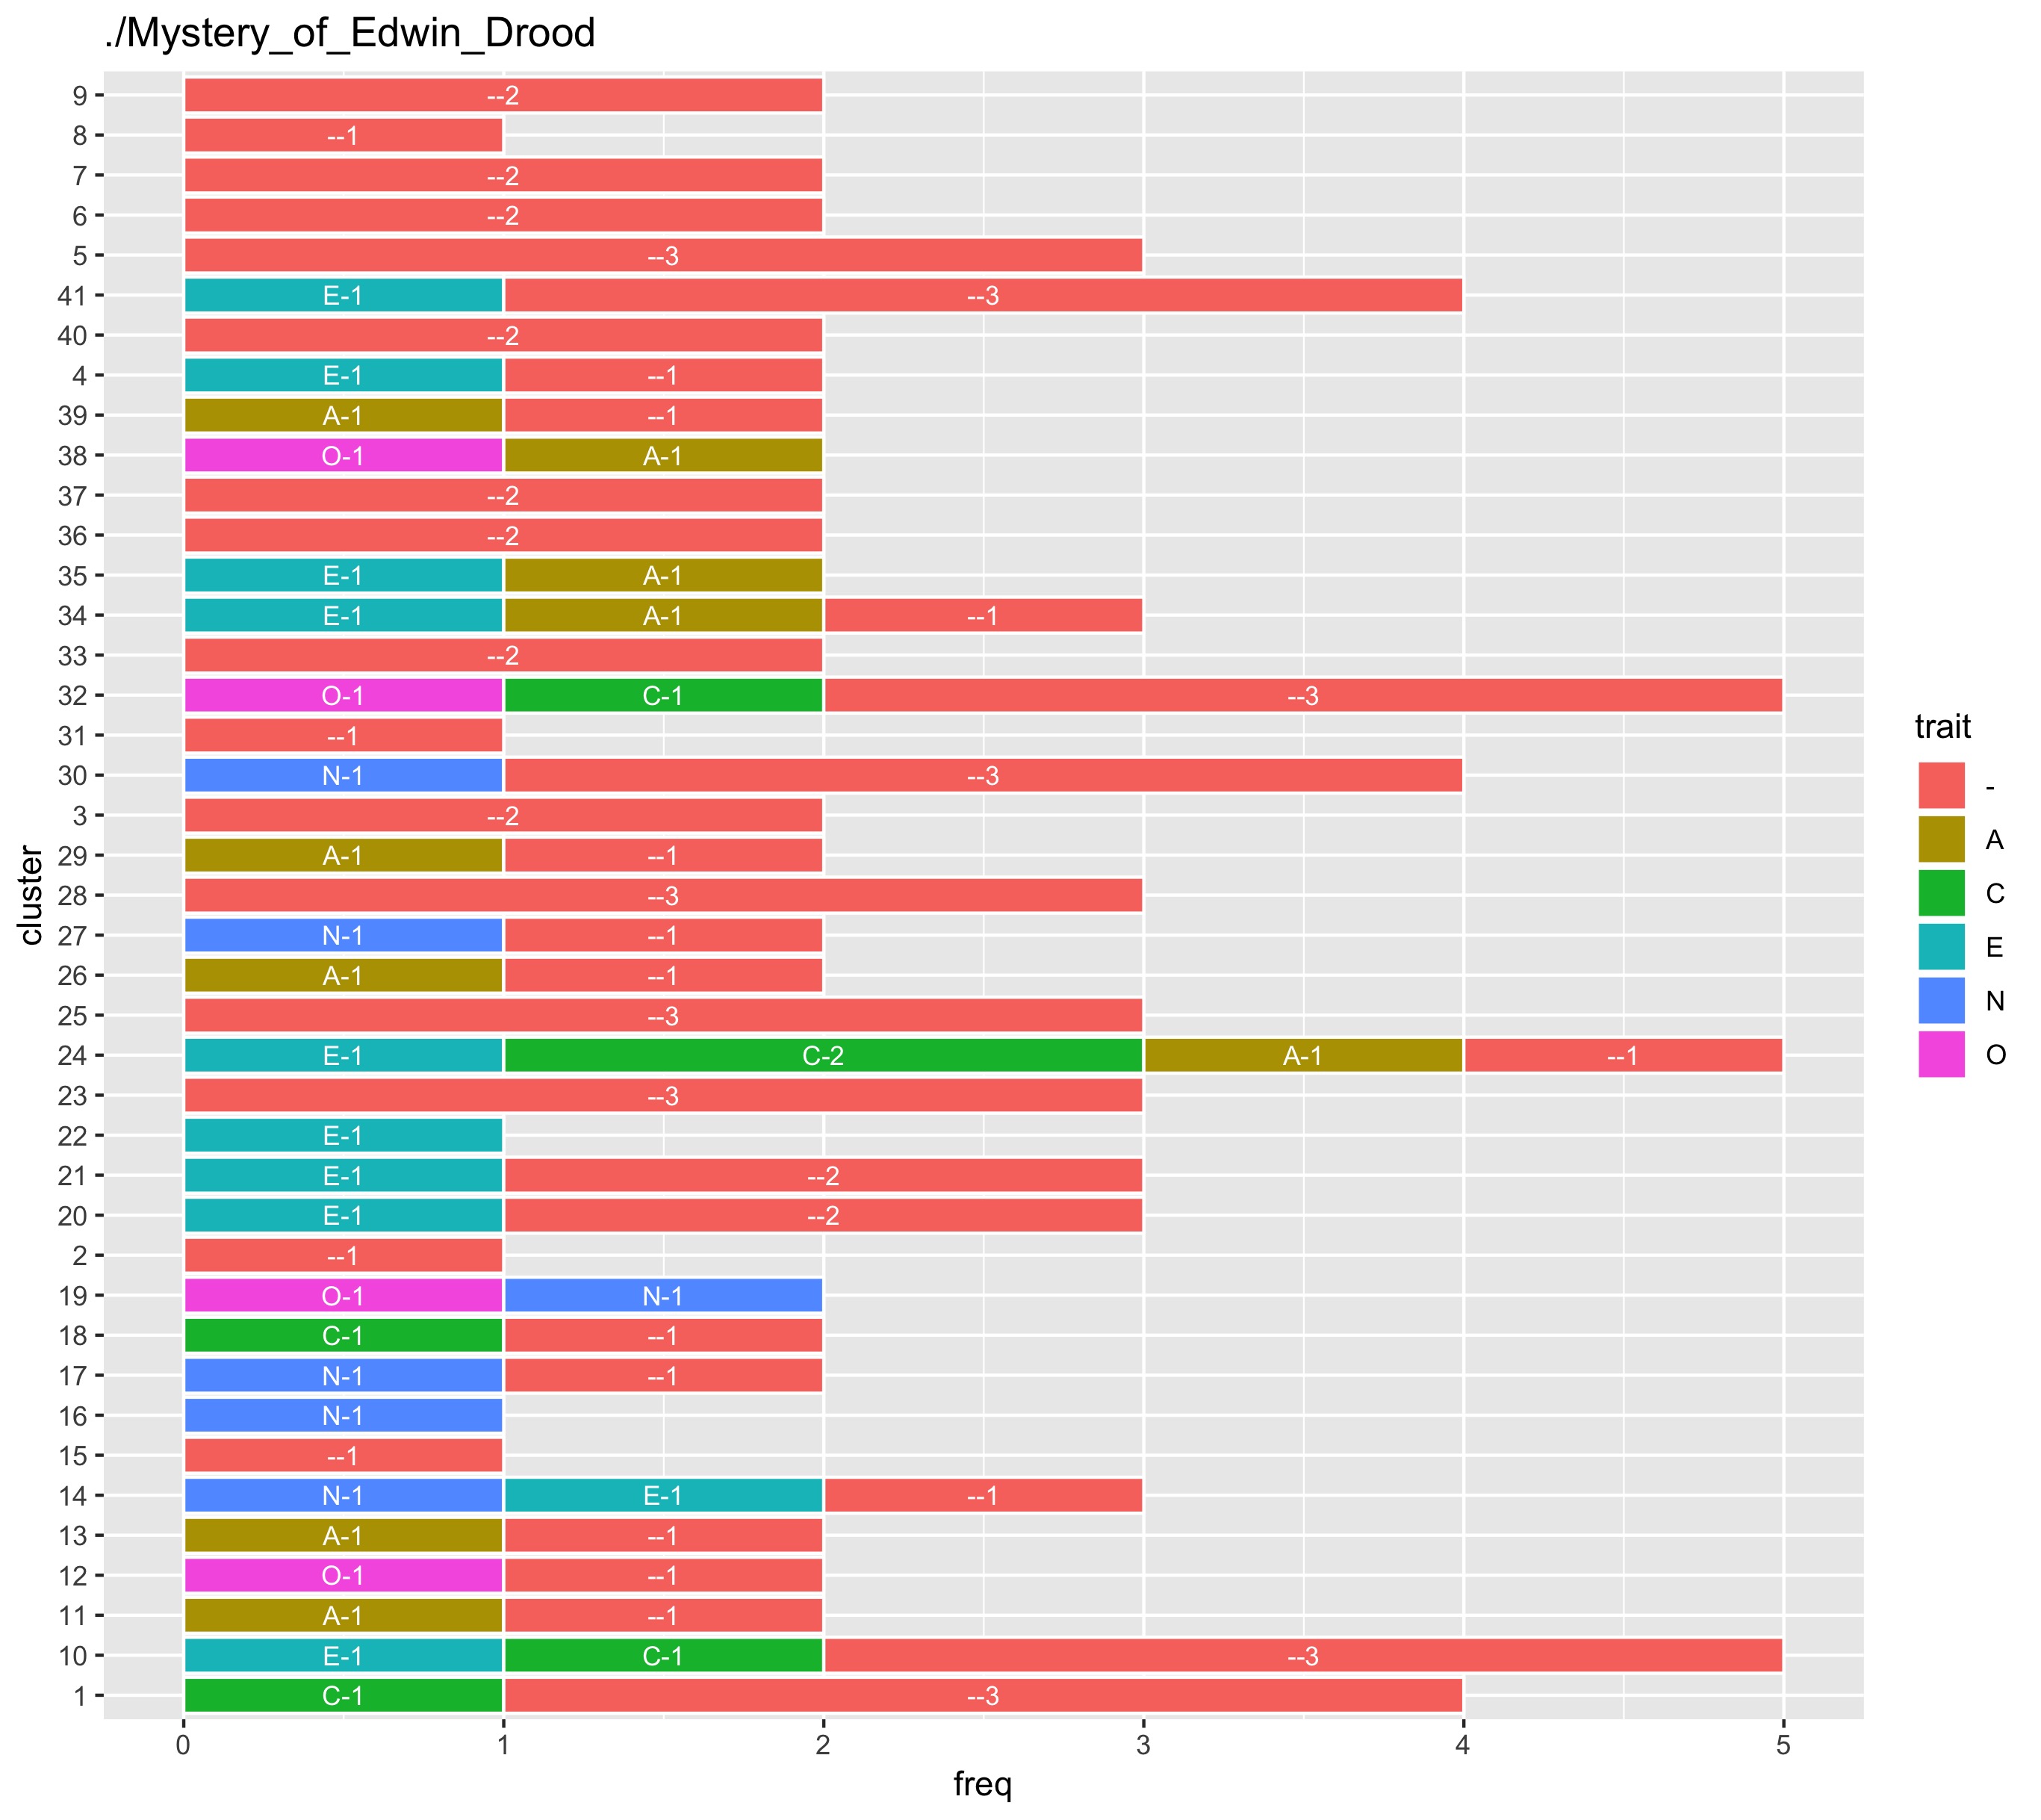 ./Mystery_of_Edwin_Drood
9 --2
8 --1
7 --2
6 --2
5 --3
41 E-1 --3
40 --2
4 E-1 --1
39 A-1 --1
38 O-1 A-1
37 --2
36 --2
35 E-1 A-1
34 E-1 A-1 --1
33 --2
32 O-1 C-1 --3
31 --1
30 N-1 --3
3 --2
29 A-1 --1
28 --3
27 N-1 --1
26 A-1 --1
25 --3
24 E-1 C-2 A-1 --1
23 --3
22 E-1
21 E-1 --2
20 E-1 --2
2 --1
19 O-1 N-1
18 C-1 --1
17 N-1 --1
16 N-1
15 --1
14 N-1 E-1 --1
13 A-1 --1
12 O-1 --1
11 A-1 --1
10 E-1 C-1 --3
1 C-1 --3
0 1 2 3 4 5
freq
cluster
trait
-
A
C
E
N
O